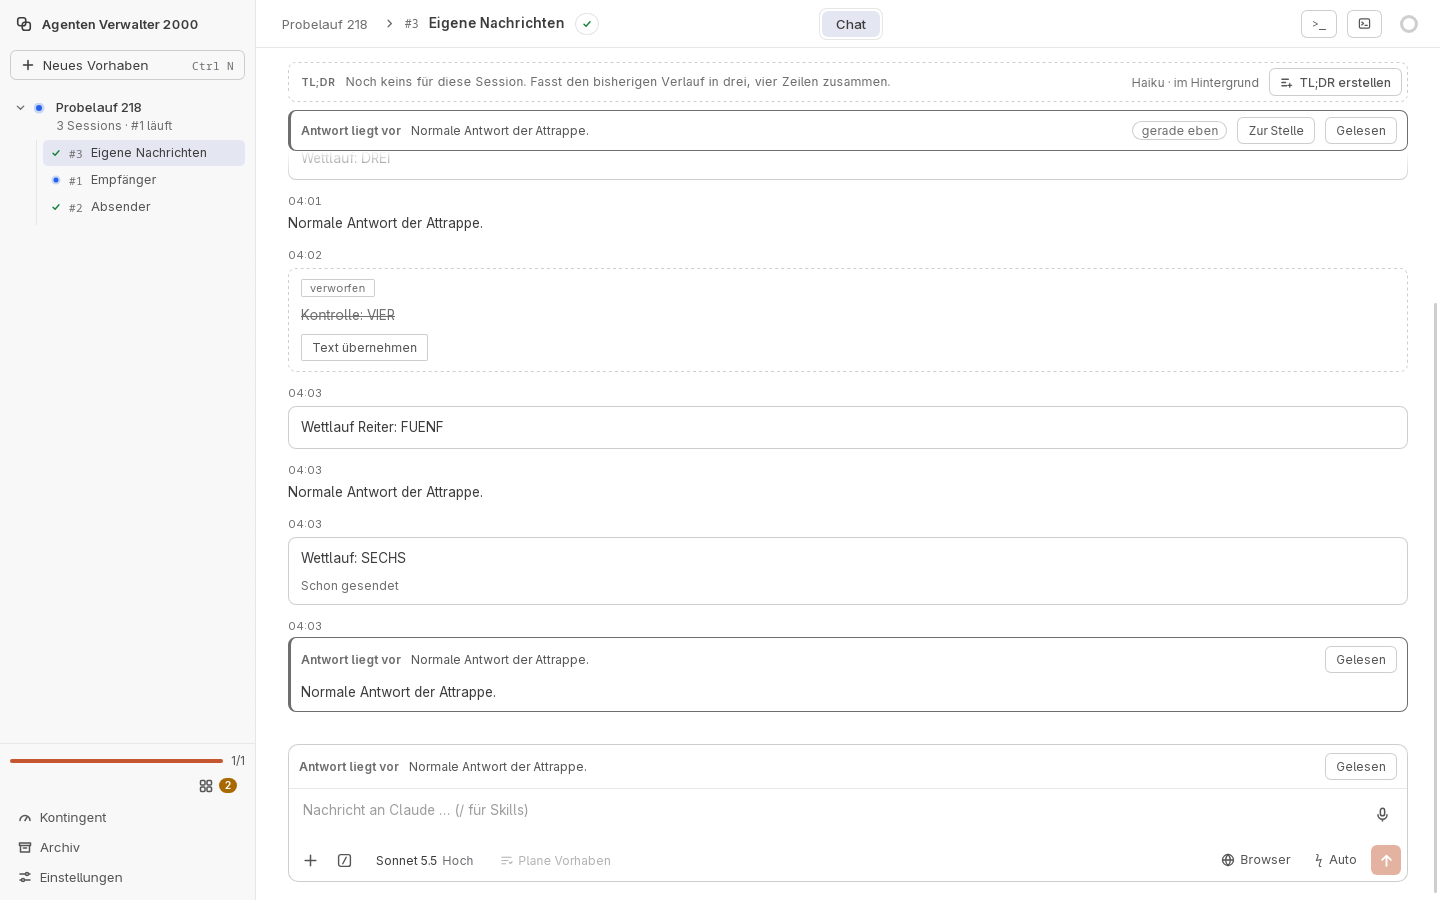 Agenten Verwalter 2000
Neues Vorhaben Ctrl N
Probelauf 218
3 Sessions · #1 läuft
#3 Eigene Nachrichten
#1 Empfänger
#2 Absender
1/1
2
Kontingent
Archiv
Einstellungen
Probelauf 218 #3 Eigene Nachrichten
Chat
>_
TL;DR Noch keins für diese Session. Fasst den bisherigen Verlauf in drei, vier Zeilen zusammen. Haiku · im Hintergrund TL;DR erstellen
Antwort liegt vor Normale Antwort der Attrappe. gerade eben Zur Stelle Gelesen
Wettlauf: DREI
04:01
Normale Antwort der Attrappe.
04:02
verworfen
Kontrolle: VIER
Text übernehmen
04:03
Wettlauf Reiter: FUENF
04:03
Normale Antwort der Attrappe.
04:03
Wettlauf: SECHS
Schon gesendet
04:03
Antwort liegt vor Normale Antwort der Attrappe. Gelesen
Normale Antwort der Attrappe.
Antwort liegt vor Normale Antwort der Attrappe. Gelesen
Nachricht an Claude … (/ für Skills)
Sonnet 5.5 Hoch Plane Vorhaben Browser Auto